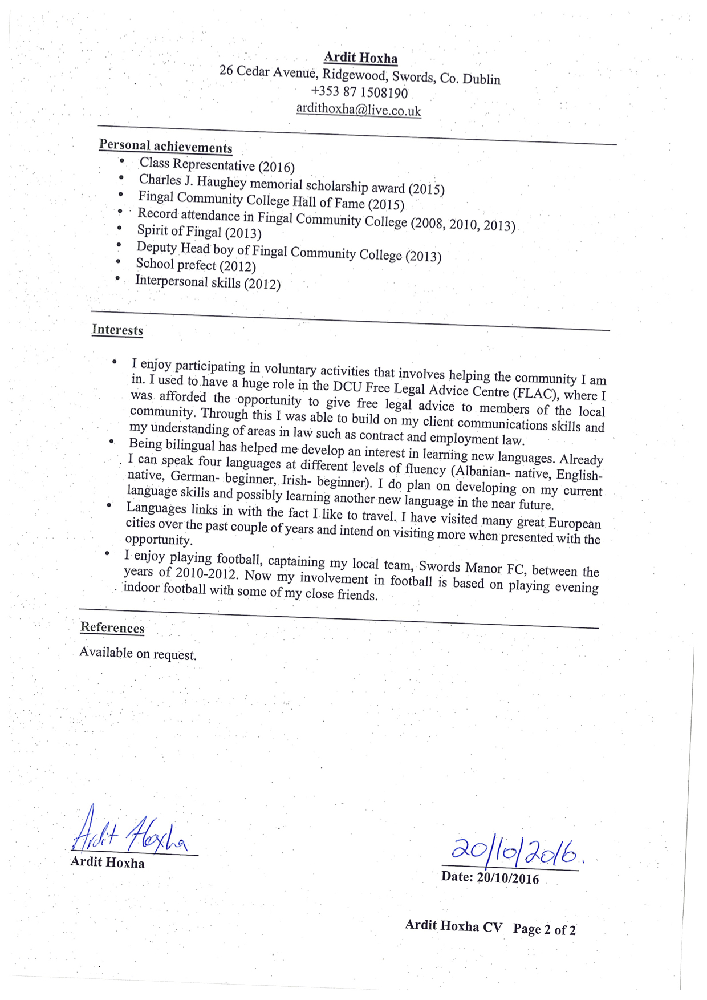 Ardit Hoxha
26 Cedar Avenue, Ridgewood, Swords, Co. Dublin
+353 87 1508190
ardithoxha@live.co.uk
Personal achievements
• Class Representative (2016)
• Charles J. Haughey memorial scholarship award (2015)
• Fingal Community College Hall of Fame (2015)
• Record attendance in Fingal Community College (2008, 2010, 2013)
• Spirit of Fingal (2013)
• Deputy Head boy of Fingal Community College (2013)
• School prefect (2012)
• Interpersonal skills (2012)
Interests
• I enjoy participating in voluntary activities that involves helping the community I am
in. I used to have a huge role in the DCU Free Legal Advice Centre (FLAC), where I
was afforded the opportunity to give free legal advice to members of the local
community. Through this I was able to build on my client communications skills and
my understanding of areas in law such as contract and employment law.
• Being bilingual has helped me develop an interest in learning new languages. Already
I can speak four languages at different levels of fluency (Albanian- native, English-
native, German- beginner, Irish- beginner). I do plan on developing on my current
language skills and possibly learning another new language in the near future.
• Languages links in with the fact I like to travel. I have visited many great European
cities over the past couple of years and intend on visiting more when presented with the
opportunity.
• I enjoy playing football, captaining my local team, Swords Manor FC, between the
years of 2010-2012. Now my involvement in football is based on playing evening
indoor football with some of my close friends.
References
Available on request.
Ardit Hoxha
20/10/2016.
Ardit Hoxha
Date: 20/10/2016
Ardit Hoxha CV Page 2 of 2